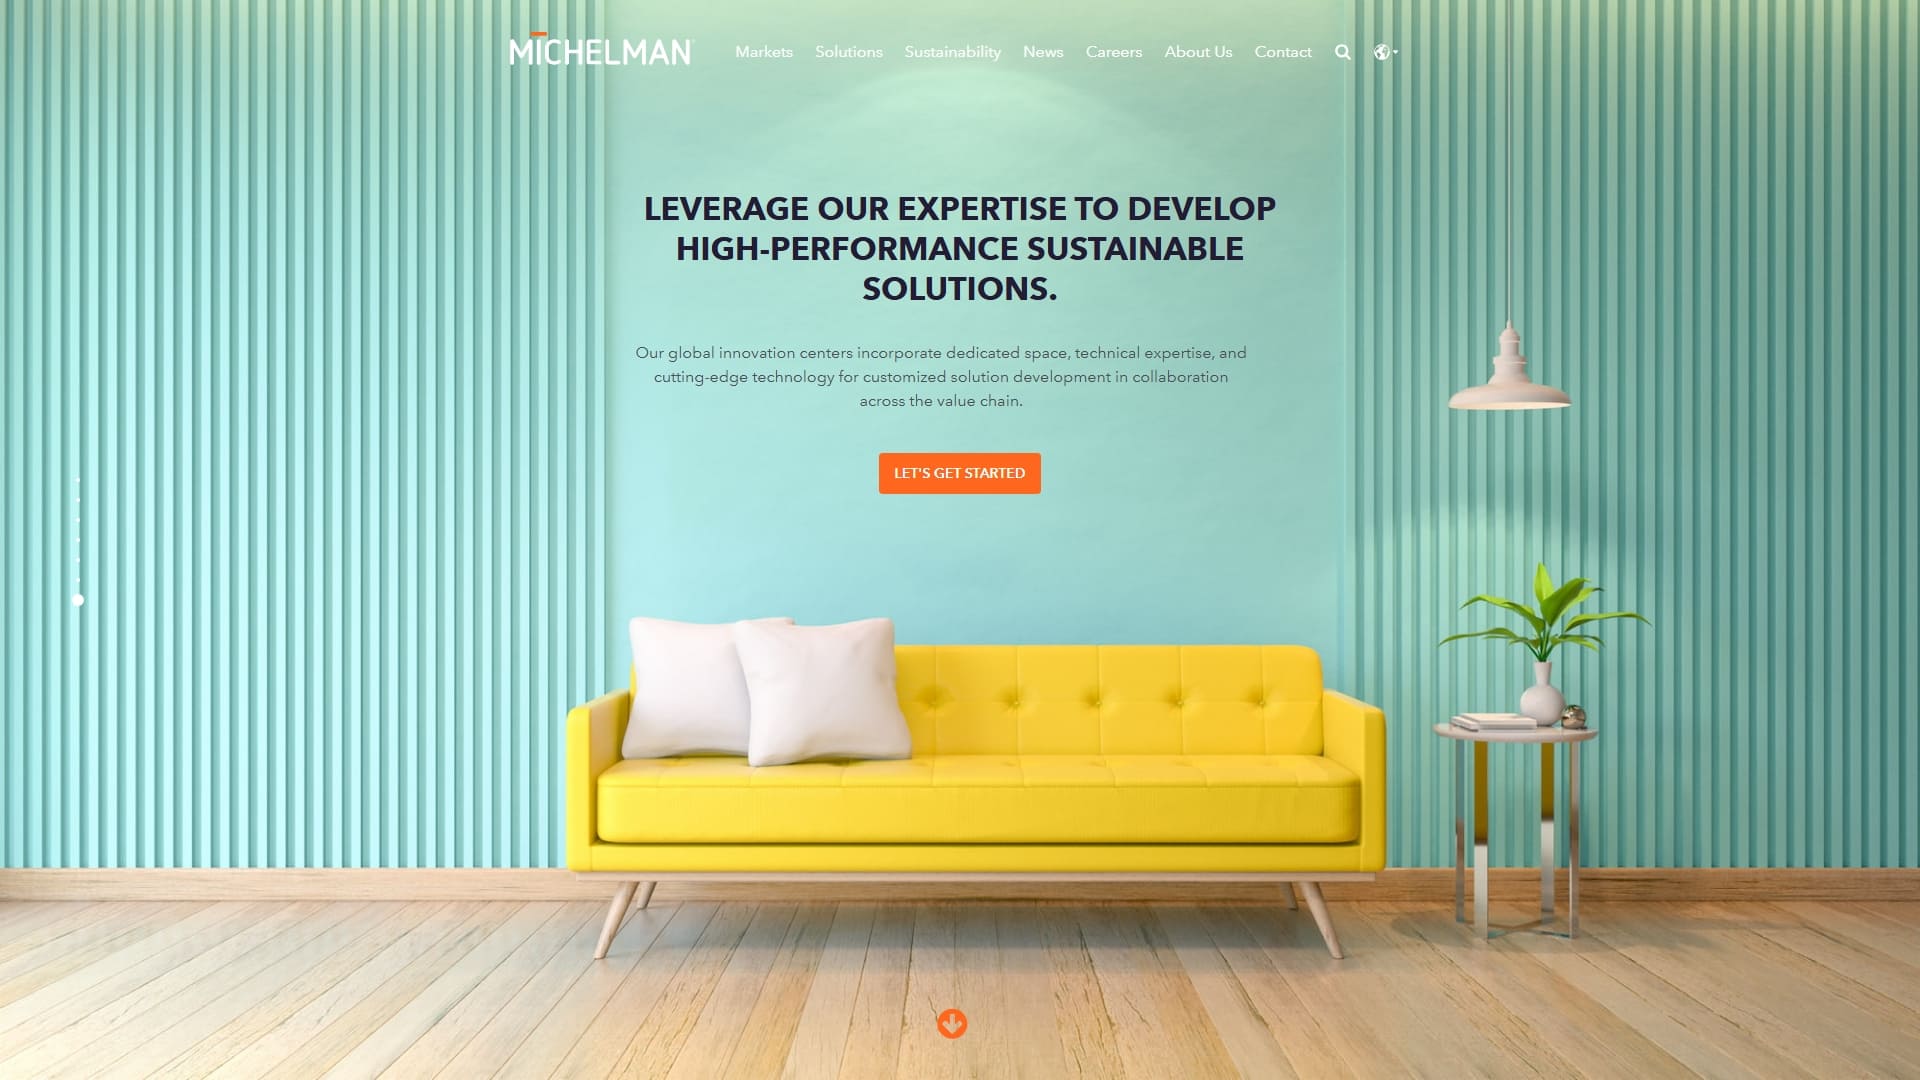 MICHELMAN
Markets Solutions Sustainability News Careers About Us Contact
LEVERAGE OUR EXPERTISE TO DEVELOP
HIGH-PERFORMANCE SUSTAINABLE
SOLUTIONS.
Our global innovation centers incorporate dedicated space, technical expertise, and
cutting-edge technology for customized solution development in collaboration
across the value chain.
LET'S GET STARTED